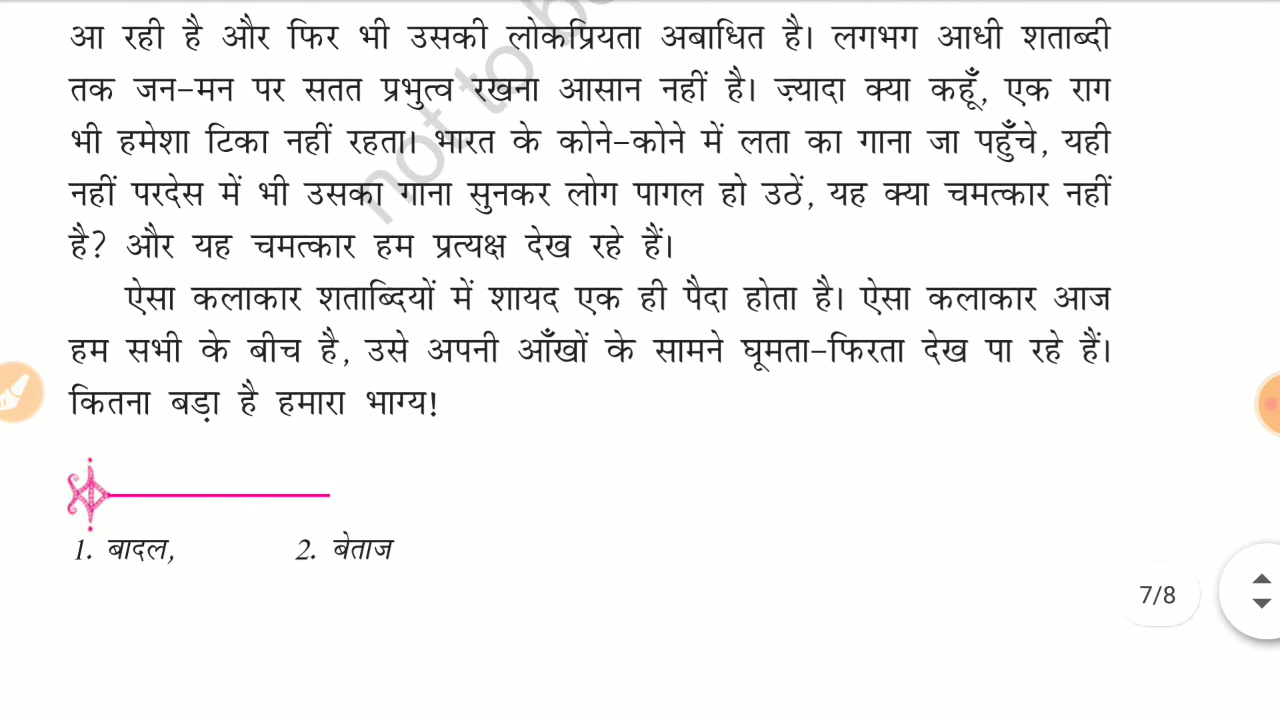 आ रही है और फिर भी उसकी लोकप्रियता अबाधित है। लगभग आधी शताब्दी
तक जन-मन पर सतत प्रभुत्व रखना आसान नहीं है। ज़्यादा क्या कहूँ, एक राग
भी हमेशा टिका नहीं रहता। भारत के कोने-कोने में लता का गाना जा पहुँचे, यही
नहीं परदेस में भी उसका गाना सुनकर लोग पागल हो उठें, यह क्या चमत्कार नहीं
है? और यह चमत्कार हम प्रत्यक्ष देख रहे हैं।
ऐसा कलाकार शताब्दियों में शायद एक ही पैदा होता है। ऐसा कलाकार आज
हम सभी के बीच है, उसे अपनी आँखों के सामने घूमता-फिरता देख पा रहे हैं।
कितना बड़ा है हमारा भाग्य!
1. बादल, 2. बेताज
7/8
not to b